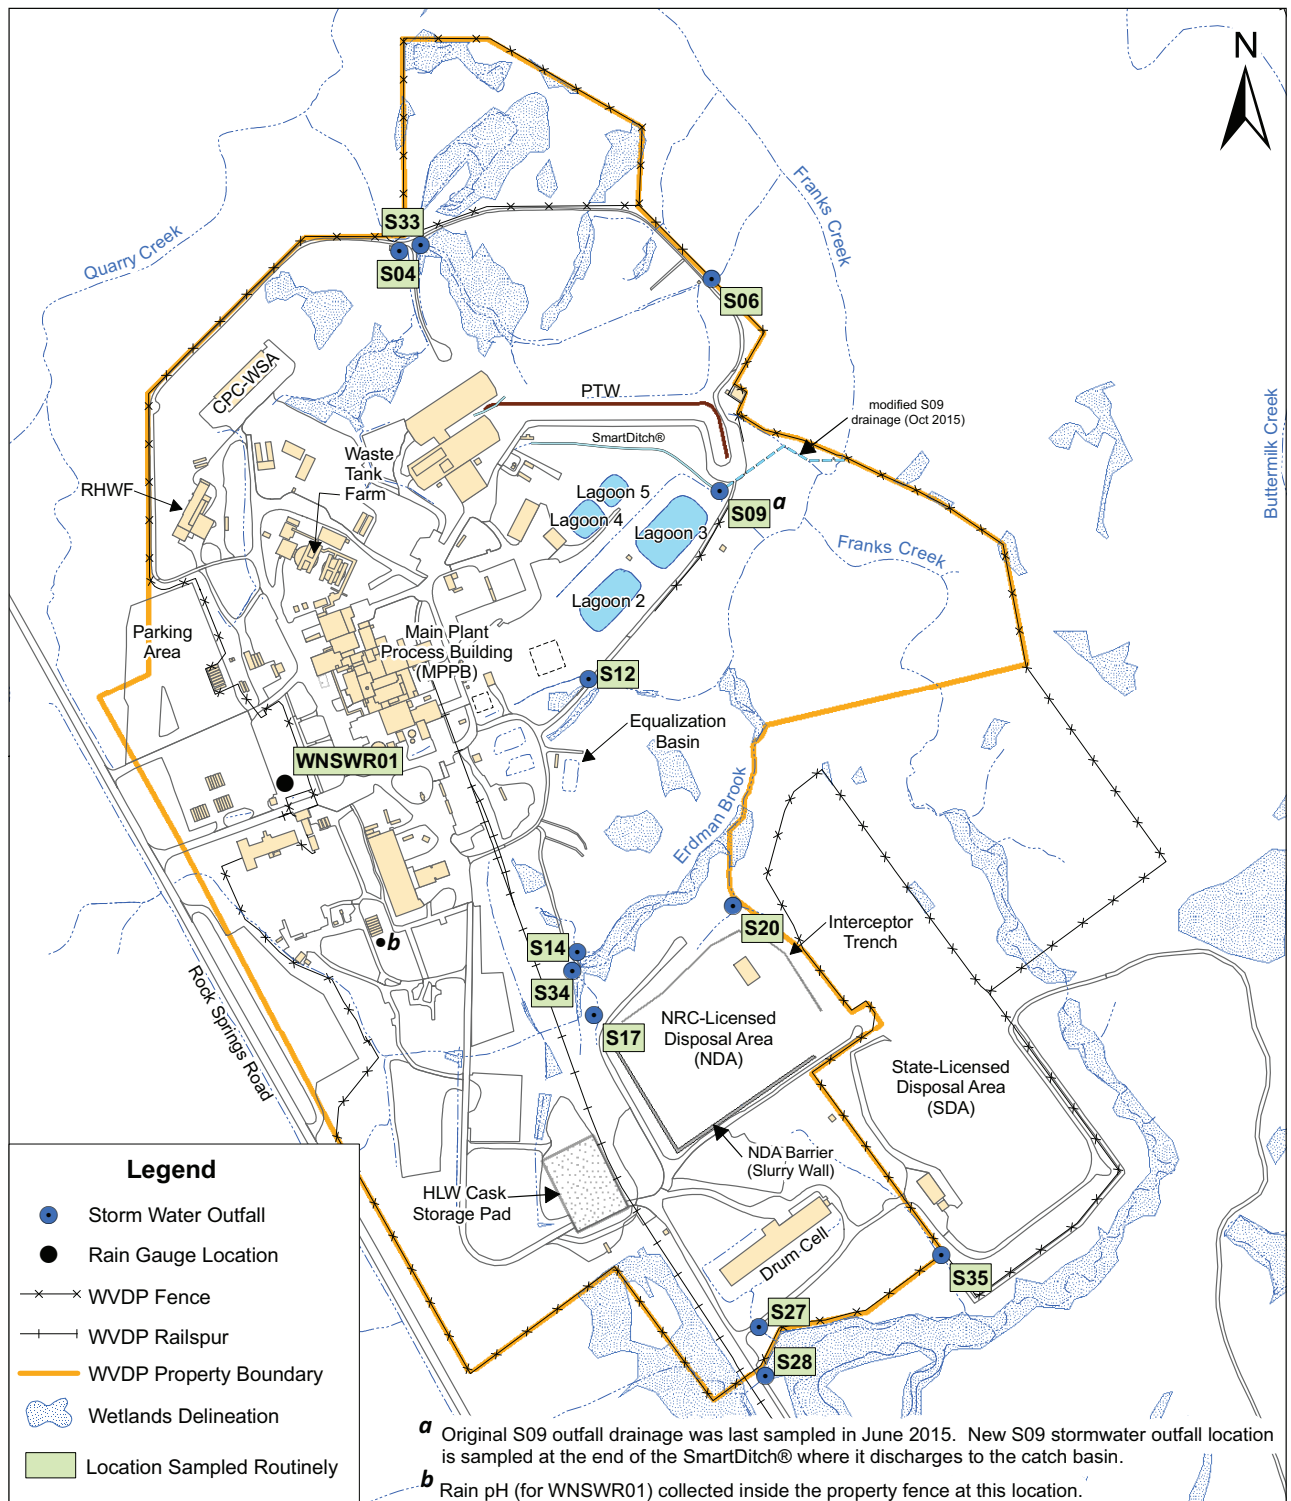 N
S33
S04
Quarry Creek
Franks Creek
S06
CPC-WSA
PTW
modified S09
drainage (Oct 2015)
SmartDitch®
Buttermilk Creek
Waste
Tank
Farm
RHWF
Lagoon 5
Lagoon 4
Lagoon 3
S09 a
Franks Creek
Lagoon 2
Parking
Area
Main Plant
Process Building
(MPPB)
S12
Equalization
Basin
WNSWR01
Erdman Brook
S20
Interceptor
Trench
b
S14
S34
Rock Springs Road
S17
NRC-Licensed
Disposal Area
(NDA)
State-Licensed
Disposal Area
(SDA)
NDA Barrier
(Slurry Wall)
HLW Cask
Storage Pad
Drum Cell
S35
S27
S28
Legend
Storm Water Outfall
Rain Gauge Location
WVDP Fence
WVDP Railspur
WVDP Property Boundary
Wetlands Delineation
Location Sampled Routinely
a Original S09 outfall drainage was last sampled in June 2015. New S09 stormwater outfall location
is sampled at the end of the SmartDitch® where it discharges to the catch basin.
b Rain pH (for WNSWR01) collected inside the property fence at this location.